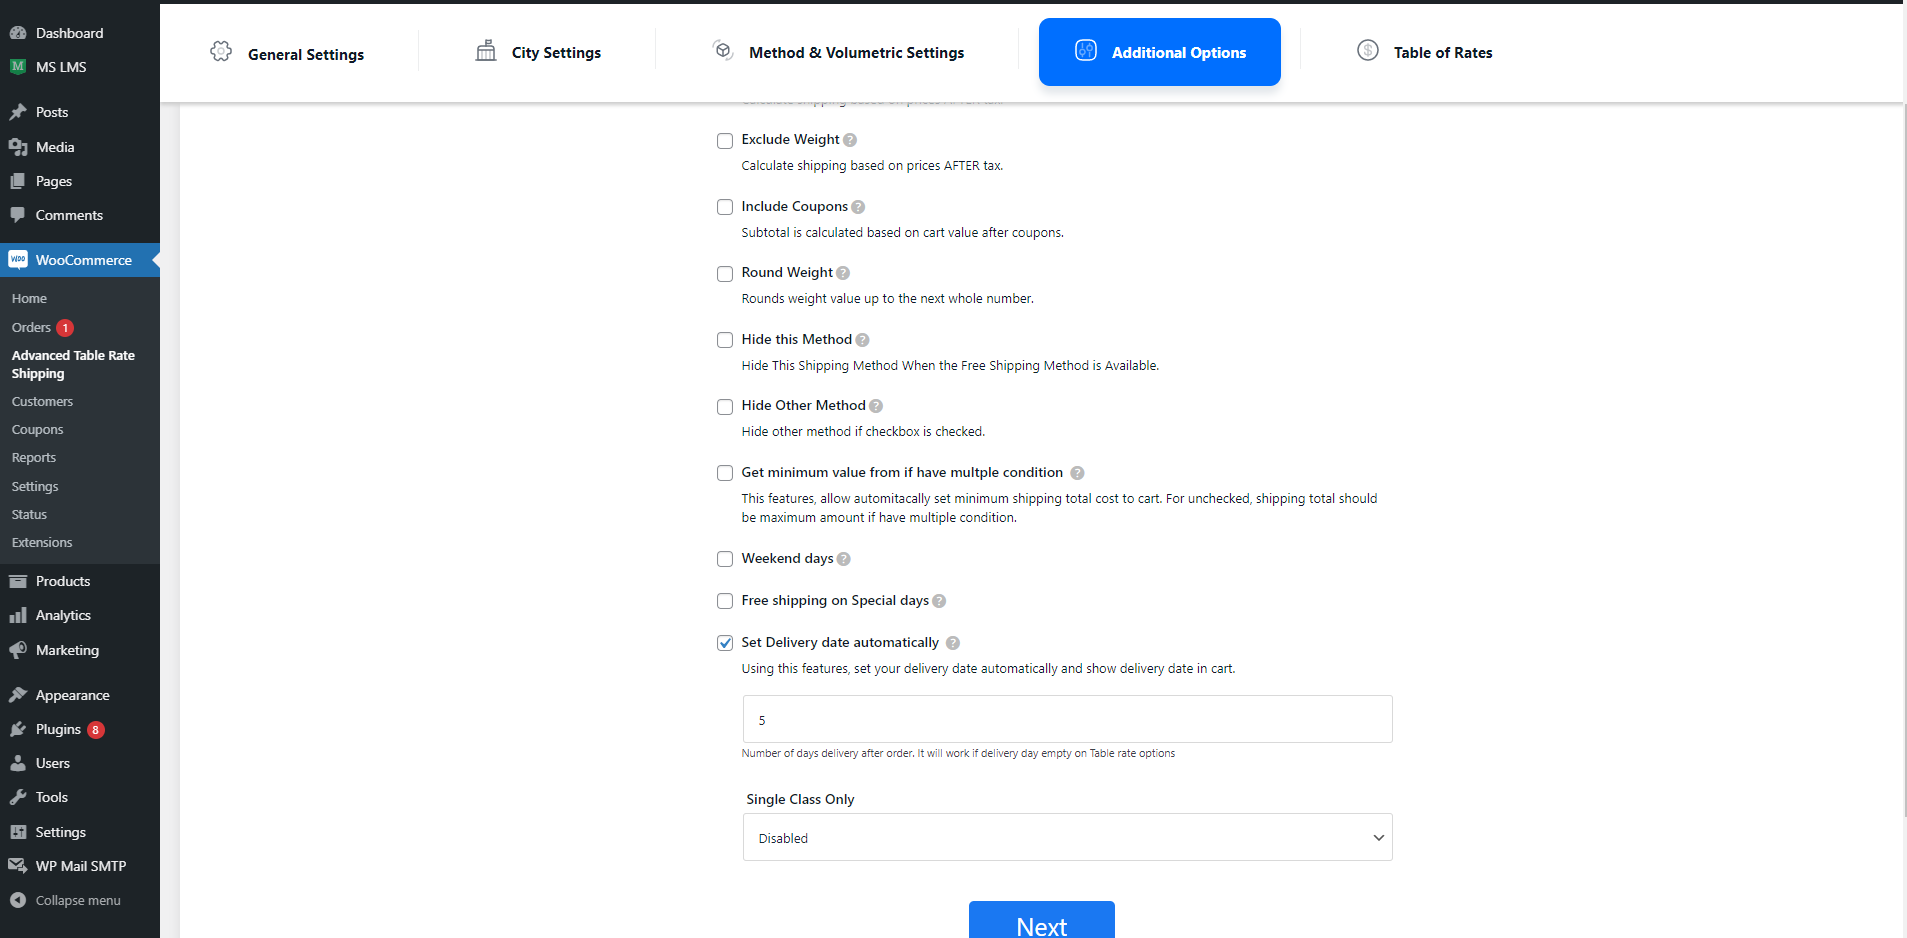 Dashboard
MS LMS
Posts
Media
Pages
Comments
WooCommerce
Home
Orders 1
Advanced Table Rate
Shipping
Customers
Coupons
Reports
Settings
Status
Extensions
Products
Analytics
Marketing
Appearance
Plugins 8
Users
Tools
Settings
WP Mail SMTP
Collapse menu
General Settings
City Settings
Method & Volumetric Settings
Additional Options
Table of Rates
Calculate shipping based on prices AFTER tax.
Exclude Weight ?
Calculate shipping based on prices AFTER tax.
Include Coupons ?
Subtotal is calculated based on cart value after coupons.
Round Weight ?
Rounds weight value up to the next whole number.
Hide this Method ?
Hide This Shipping Method When the Free Shipping Method is Available.
Hide Other Method ?
Hide other method if checkbox is checked.
Get minimum value from if have multple condition ?
This features, allow automitacally set minimum shipping total cost to cart. For unchecked, shipping total should
be maximum amount if have multiple condition.
Weekend days ?
Free shipping on Special days ?
Set Delivery date automatically ?
Using this features, set your delivery date automatically and show delivery date in cart.
5
Number of days delivery after order. It will work if delivery day empty on Table rate options
Single Class Only
Disabled
Next